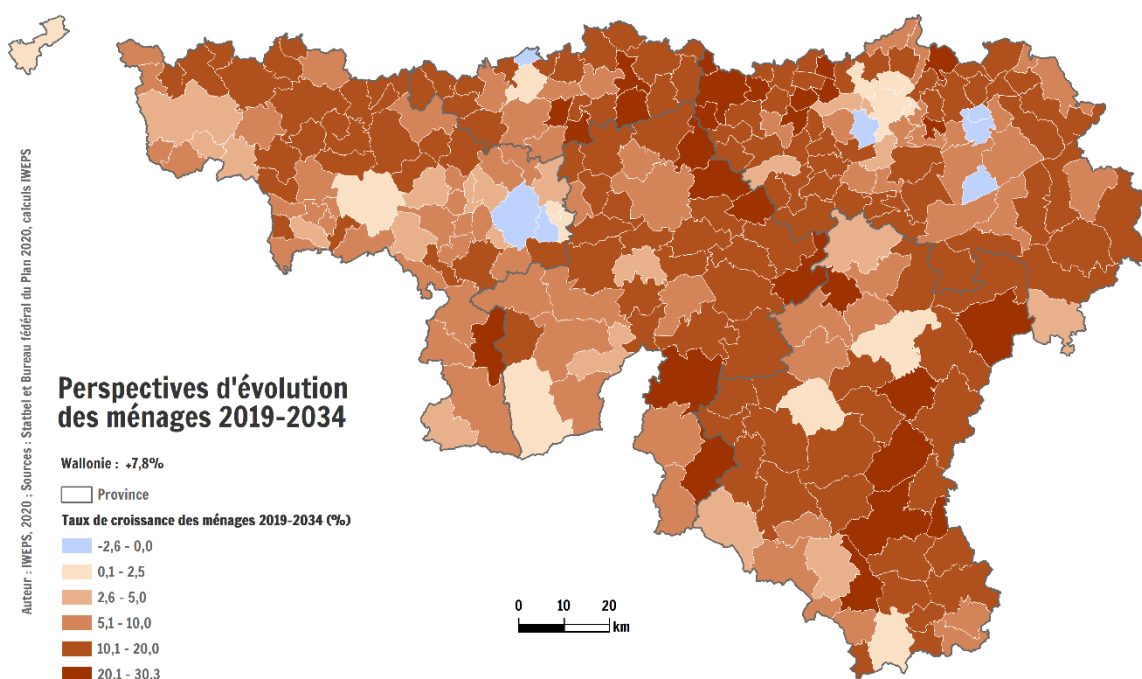 Auteur : IWEPS, 2020 ; Sources : Statbel et Bureau fédéral du Plan 2020, calculs IWEPS
Perspectives d'évolution
des ménages 2019-2034
Wallonie : +7,8%
Province
Taux de croissance des ménages 2019-2034 (%)
-2,6 - 0,0
0,1 - 2,5
2,6 - 5,0
5,1 - 10,0
10,1 - 20,0
20,1 - 30,3
0 10 20
km